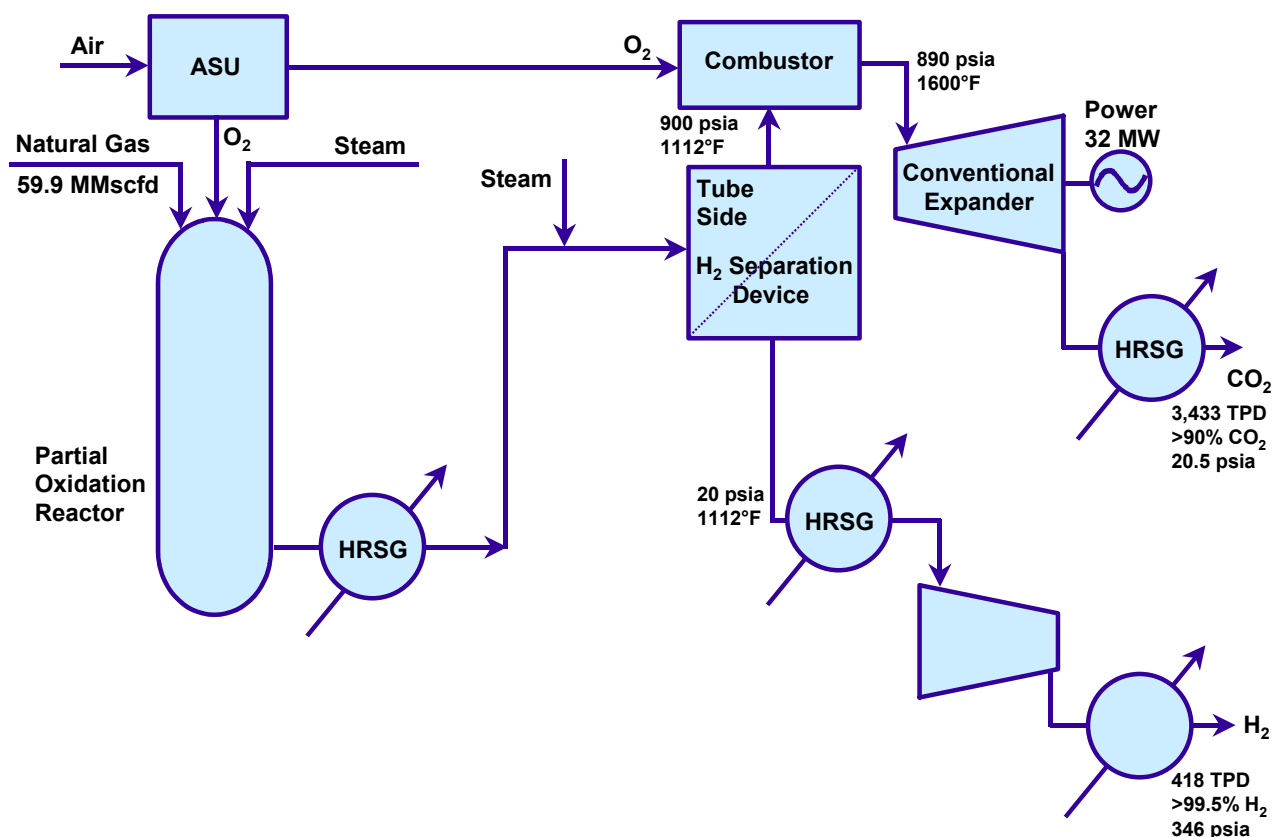 Air
ASU
O2
Combustor
890 psia
1600°F
Natural Gas
59.9 MMscfd
O2
Steam
900 psia
1112°F
Power
32 MW
Steam
Tube
Side
H2 Separation
Device
Conventional
Expander
HRSG
CO2
3,433 TPD
>90% CO2
20.5 psia
Partial
Oxidation
Reactor
HRSG
20 psia
1112°F
HRSG
H2
418 TPD
>99.5% H2
346 psia